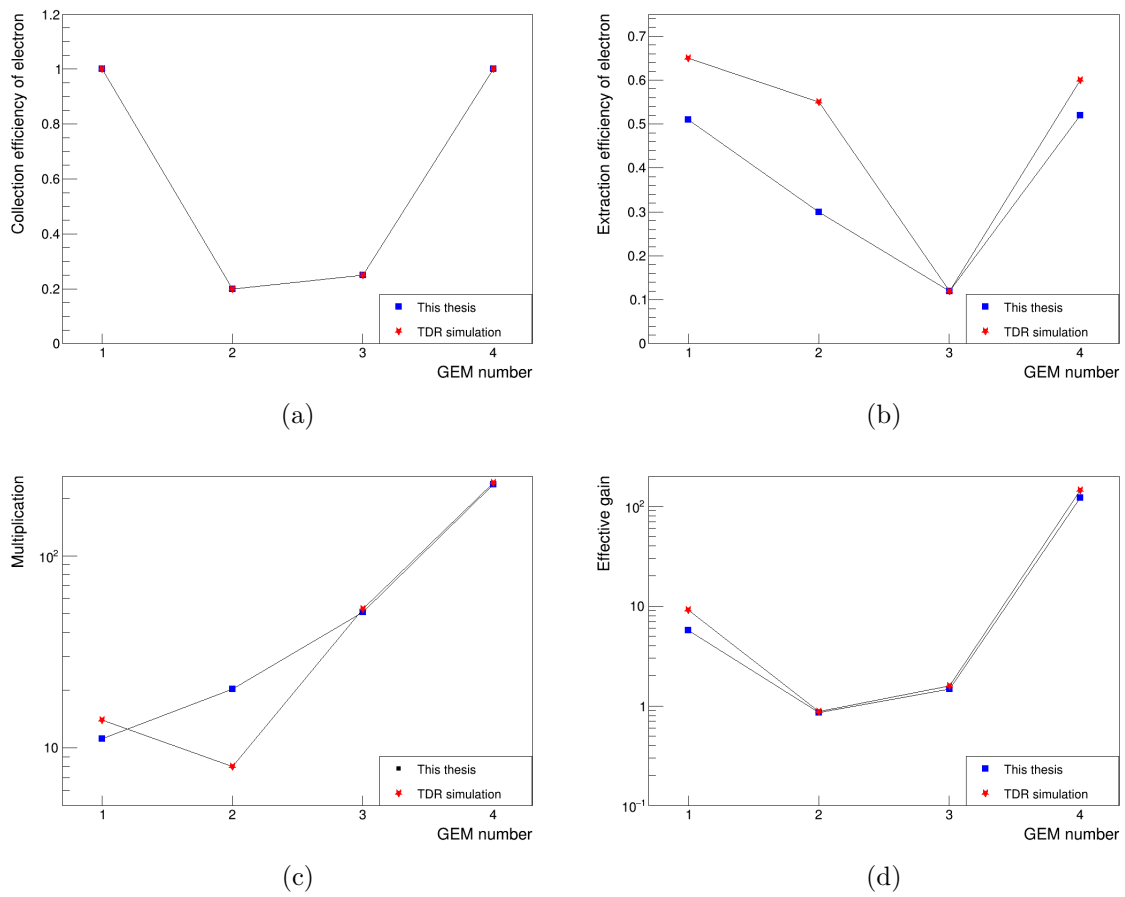 Collection efficiency of electron
1.2
1
0.8
0.6
0.4
0.2
0
1 2 3 4
GEM number
This thesis
TDR simulation
(a)
Extraction efficiency of electron
0.7
0.6
0.5
0.4
0.3
0.2
0.1
0
1 2 3 4
GEM number
This thesis
TDR simulation
(b)
Multiplication
10²
10
1 2 3 4
GEM number
This thesis
TDR simulation
(c)
Effective gain
10²
10
1
10⁻¹
1 2 3 4
GEM number
This thesis
TDR simulation
(d)